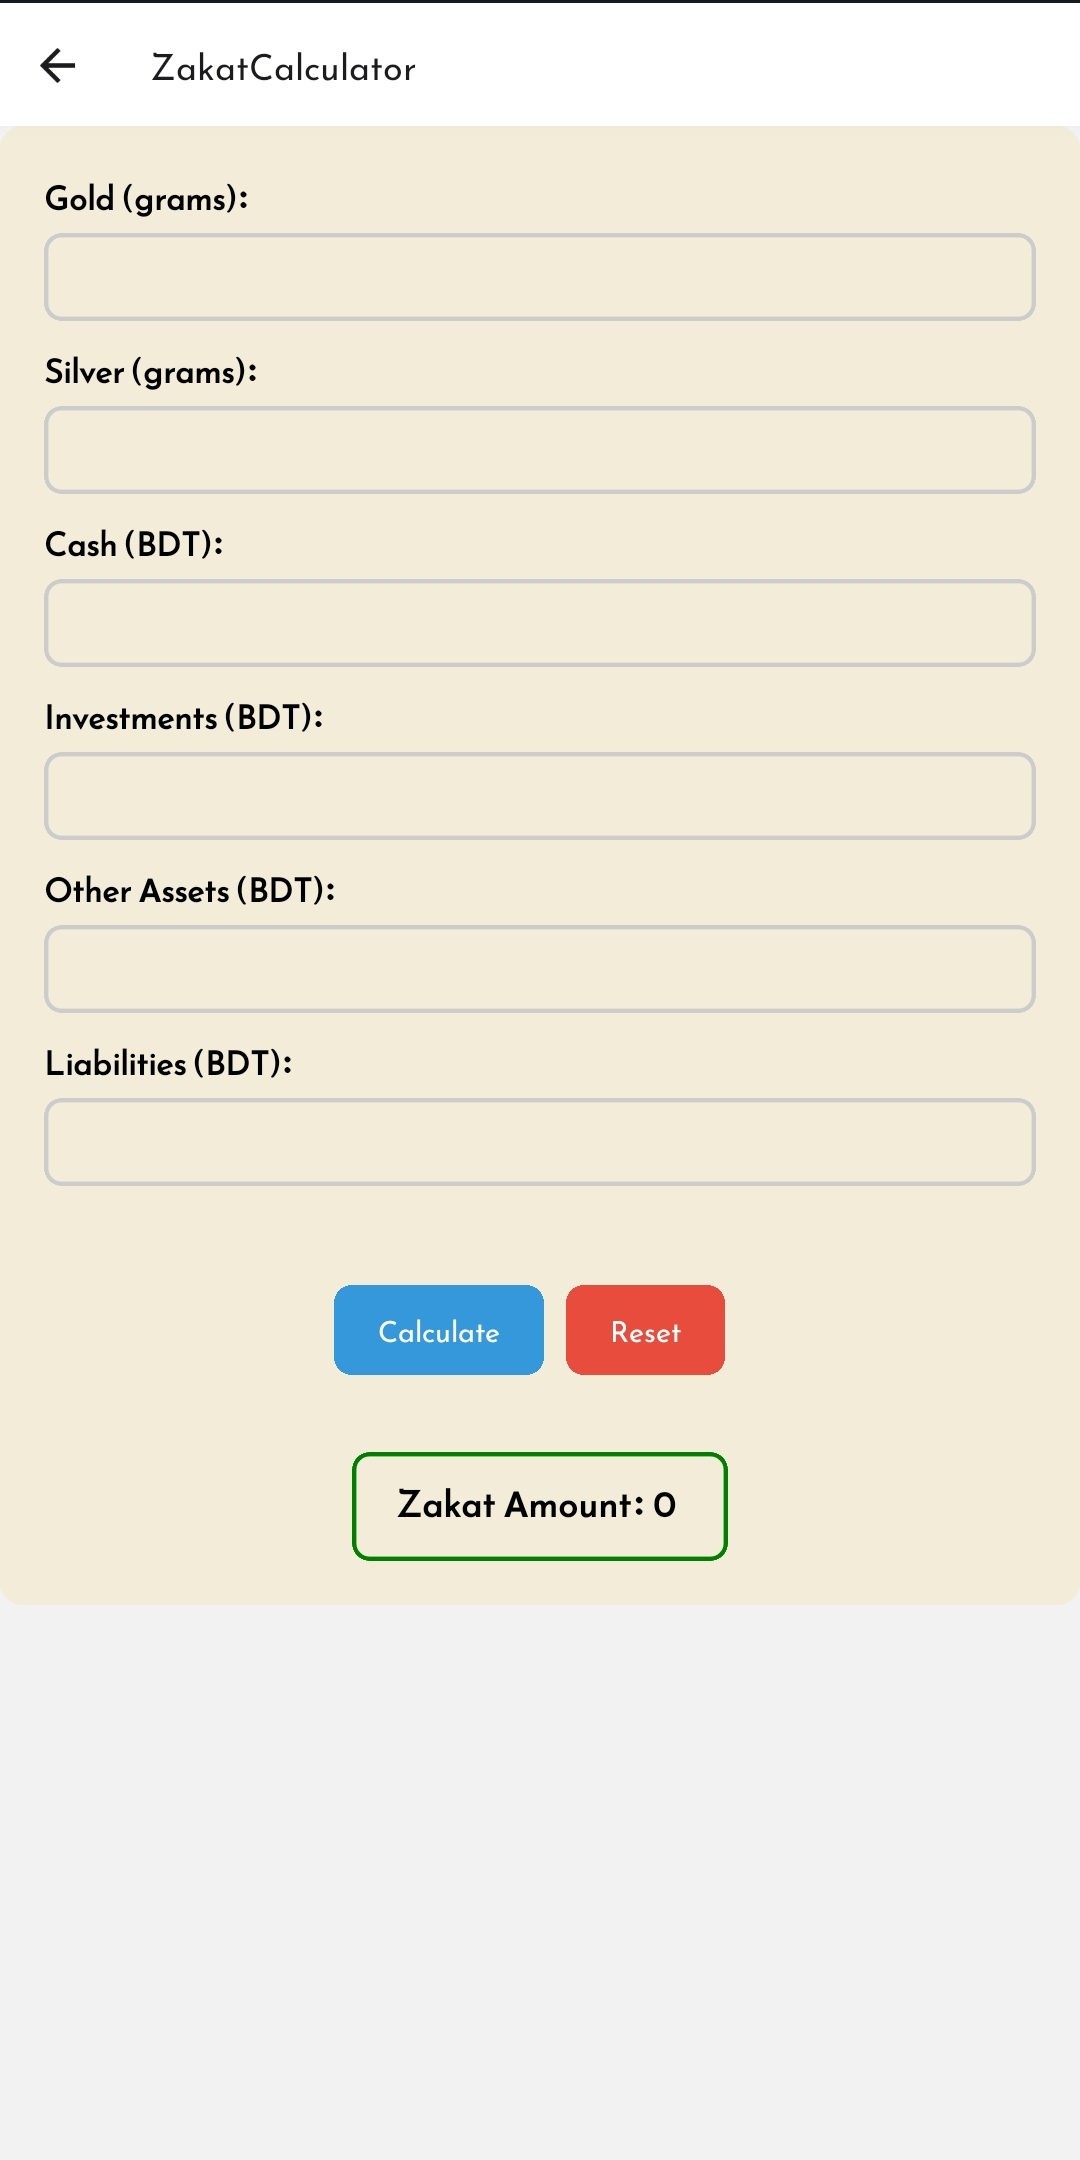 ZakatCalculator
Gold (grams):
Silver (grams):
Cash (BDT):
Investments (BDT):
Other Assets (BDT):
Liabilities (BDT):
Calculate Reset
Zakat Amount: 0